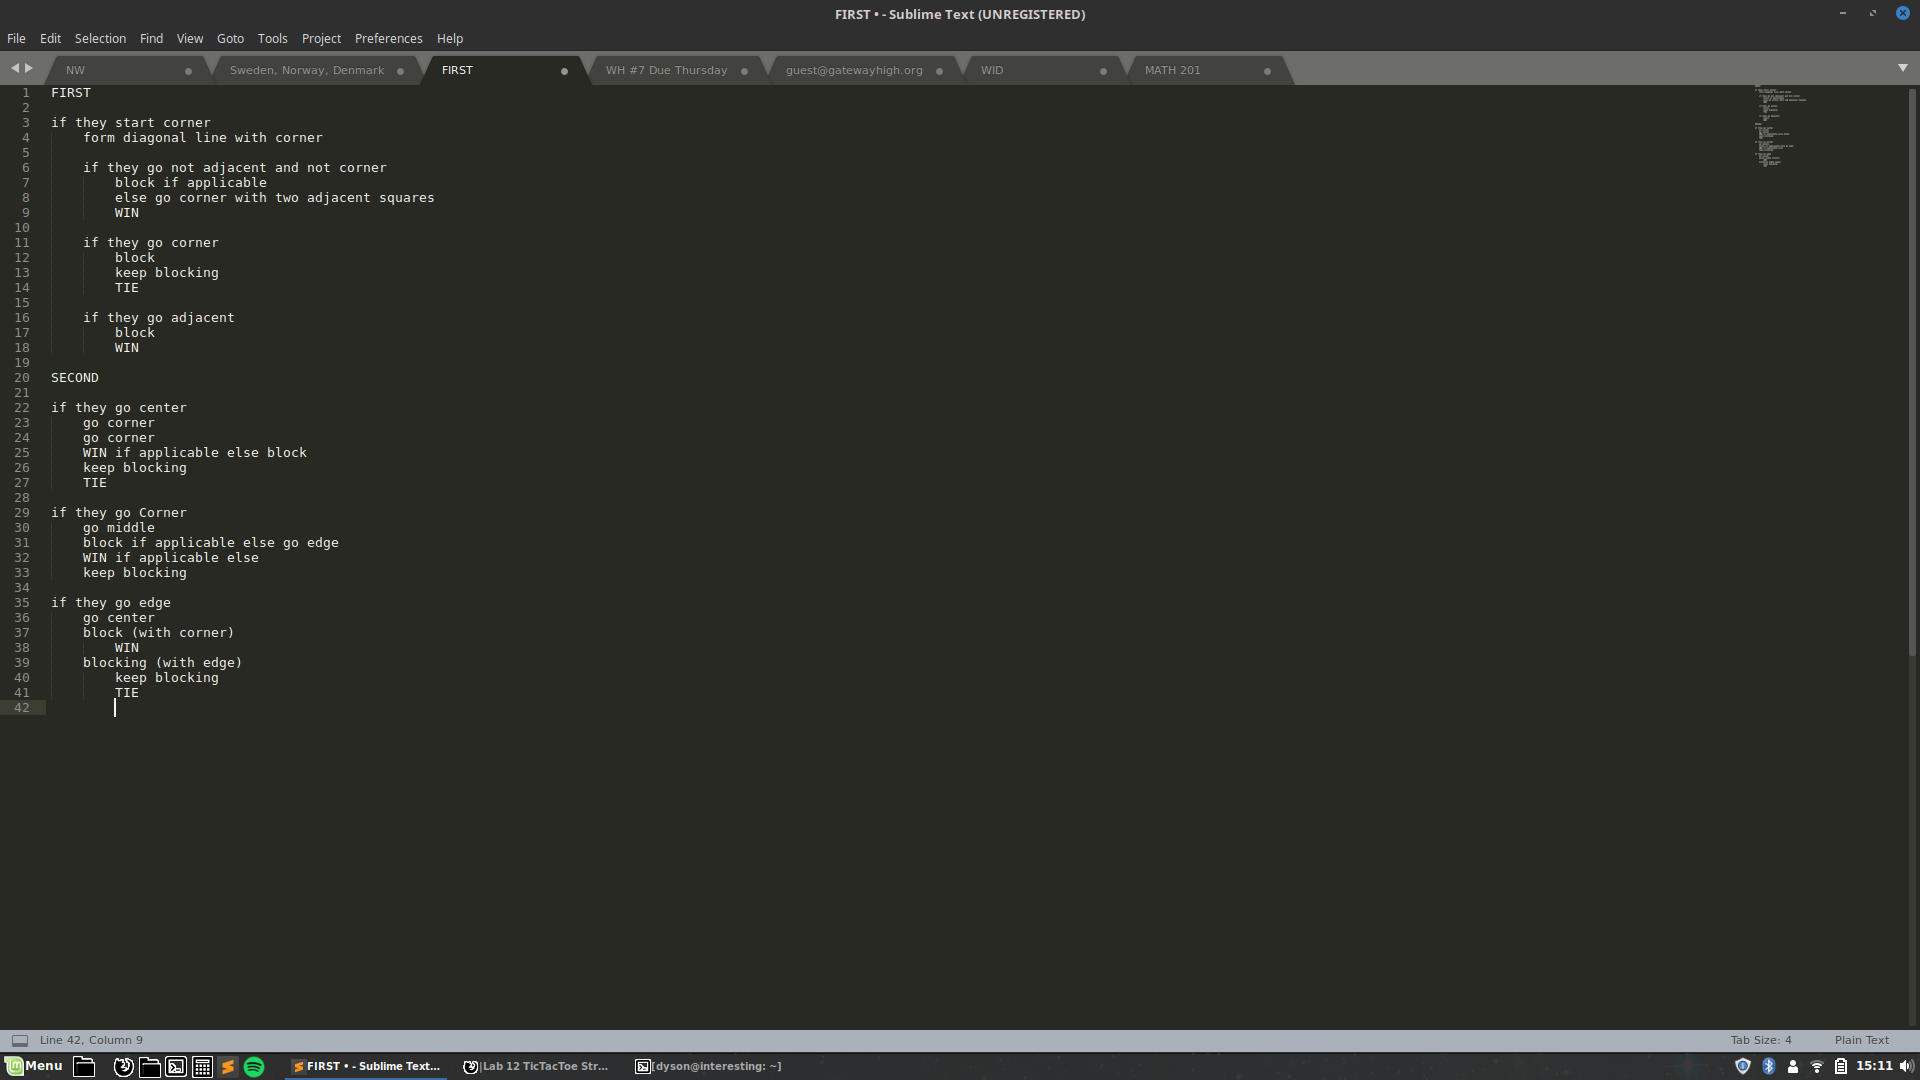 FIRST • - Sublime Text (UNREGISTERED)
File Edit Selection Find View Goto Tools Project Preferences Help
NW Sweden, Norway, Denmark FIRST WH #7 Due Thursday guest@gatewayhigh.org WID MATH 201
1 FIRST
2
3 if they start corner
4 form diagonal line with corner
5
6 if they go not adjacent and not corner
7 block if applicable
8 else go corner with two adjacent squares
9 WIN
10
11 if they go corner
12 block
13 keep blocking
14 TIE
15
16 if they go adjacent
17 block
18 WIN
19
20 SECOND
21
22 if they go center
23 go corner
24 go corner
25 WIN if applicable else block
26 keep blocking
27 TIE
28
29 if they go Corner
30 go middle
31 block if applicable else go edge
32 WIN if applicable else
33 keep blocking
34
35 if they go edge
36 go center
37 block (with corner)
38 WIN
39 blocking (with edge)
40 keep blocking
41 TIE
42
Line 42, Column 9 Tab Size: 4 Plain Text
Menu FIRST • - Sublime Text... Lab 12 TicTacToe Str... [dyson@interesting: ~] 15:11